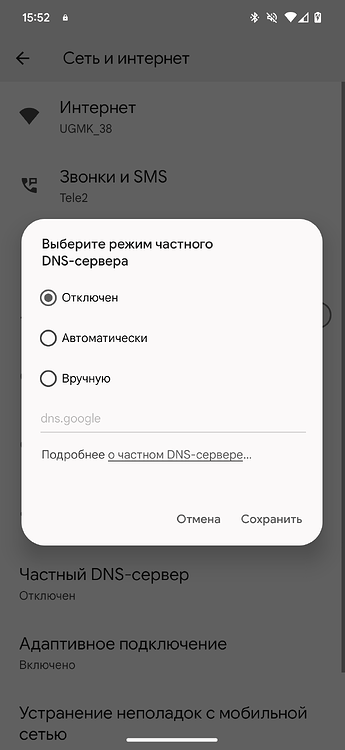 15:52
Сеть и интернет
Интернет
UGMK_38
Звонки и SMS
Tele2
Выберите режим частного
DNS-сервера
Отключен
Автоматически
Вручную
dns.google
Подробнее о частном DNS-сервере...
Отмена
Сохранить
Частный DNS-сервер
Отключен
Адаптивное подключение
Включено
Устранение неполадок с мобильной
сетью